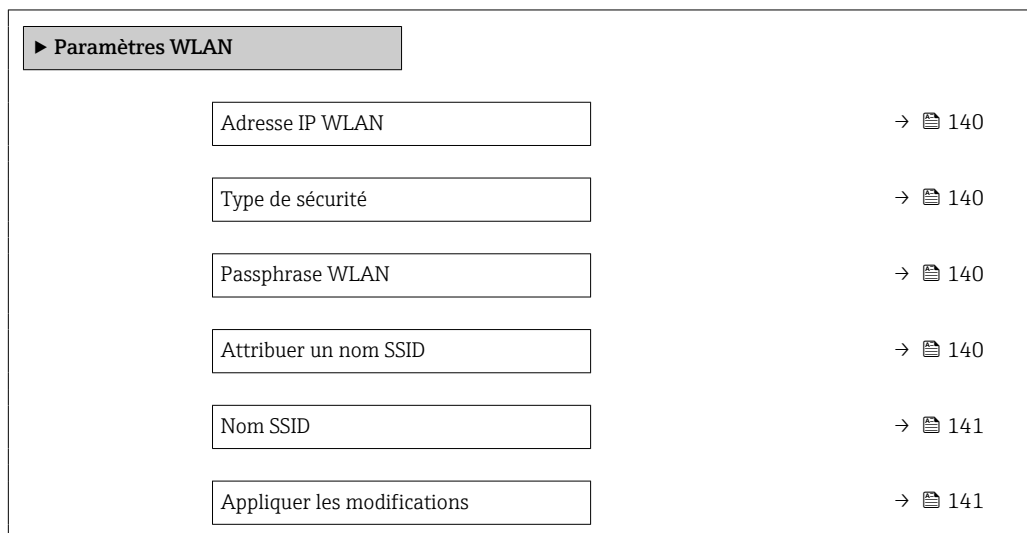 ▶ Paramètres WLAN
Adresse IP WLAN → 140
Type de sécurité → 140
Passphrase WLAN → 140
Attribuer un nom SSID → 140
Nom SSID → 141
Appliquer les modifications → 141